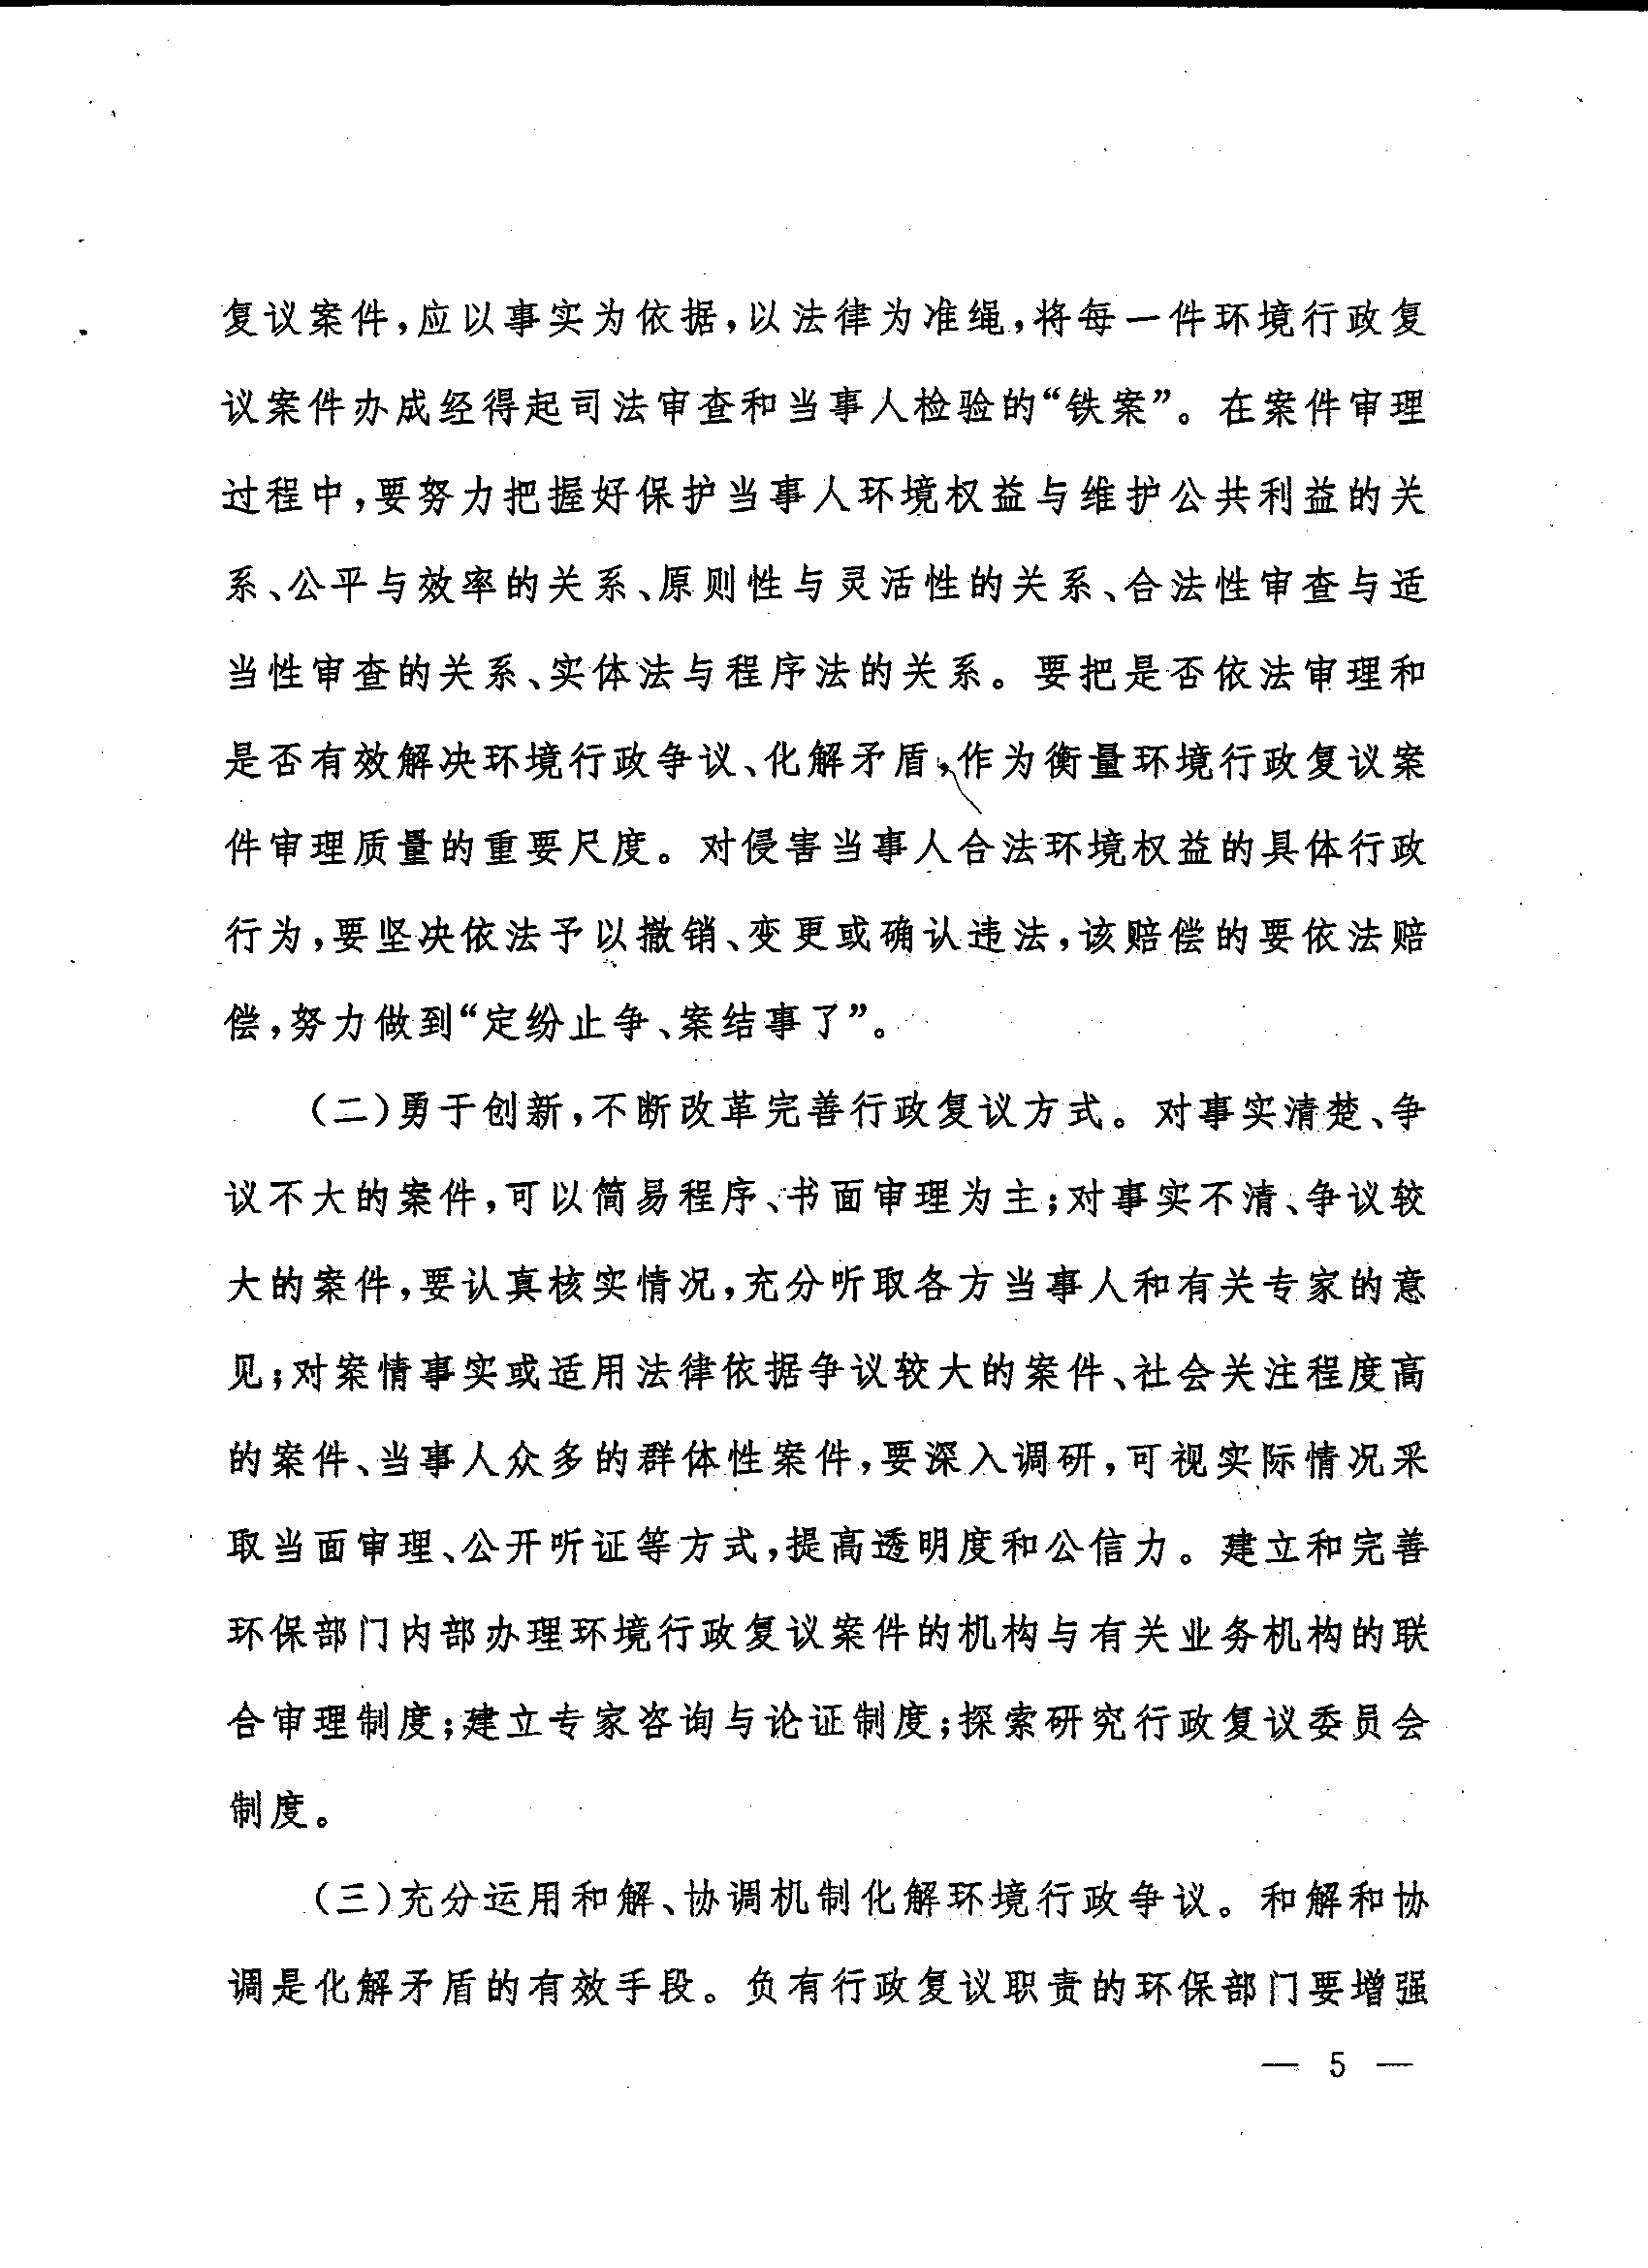 复议案件,应以事实为依据,以法律为准绳,将每一件环境行政复
议案件办成经得起司法审查和当事人检验的“铁案”。在案件审理
过程中,要努力把握好保护当事人环境权益与维护公共利益的关
系、公平与效率的关系、原则性与灵活性的关系、合法性审查与适
当性审查的关系、实体法与程序法的关系。要把是否依法审理和
是否有效解决环境行政争议、化解矛盾,作为衡量环境行政复议案
件审理质量的重要尺度。对侵害当事人合法环境权益的具体行政
行为,要坚决依法予以撤销、变更或确认违法,该赔偿的要依法赔
偿,努力做到“定纷止争、案结事了”。
(二)勇于创新,不断改革完善行政复议方式。对事实清楚、争
议不大的案件,可以简易程序、书面审理为主;对事实不清、争议较
大的案件,要认真核实情况,充分听取各方当事人和有关专家的意
见;对案情事实或适用法律依据争议较大的案件、社会关注程度高
的案件、当事人众多的群体性案件,要深入调研,可视实际情况采
取当面审理、公开听证等方式,提高透明度和公信力。建立和完善
环保部门内部办理环境行政复议案件的机构与有关业务机构的联
合审理制度;建立专家咨询与论证制度;探索研究行政复议委员会
制度。
(三)充分运用和解、协调机制化解环境行政争议。和解和协
调是化解矛盾的有效手段。负有行政复议职责的环保部门要增强
— 5 —